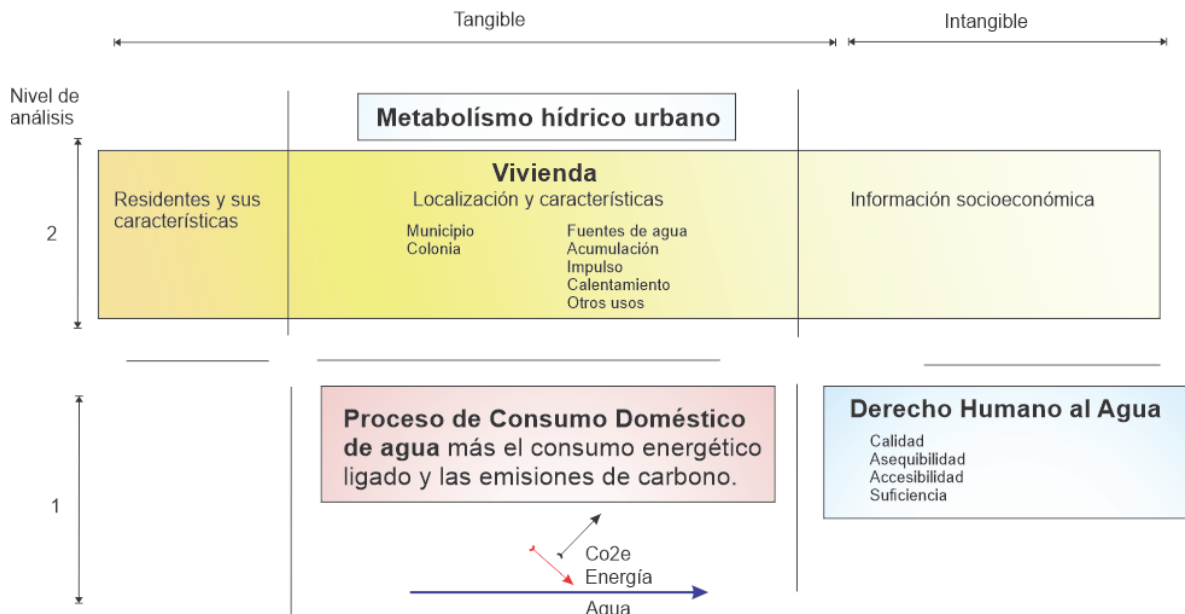 Tangible
Intangible
Nivel de
análisis
Metabolísmo hídrico urbano
2
Residentes y sus
características
Vivienda
Localización y características
Municipio
Colonia
Fuentes de agua
Acumulación
Impulso
Calentamiento
Otros usos
Información socioeconómica
1
Proceso de Consumo Doméstico
de agua más el consumo energético
ligado y las emisiones de carbono.
Derecho Humano al Agua
Calidad
Asequibilidad
Accesibilidad
Suficiencia
Co2e
Energía
Agua